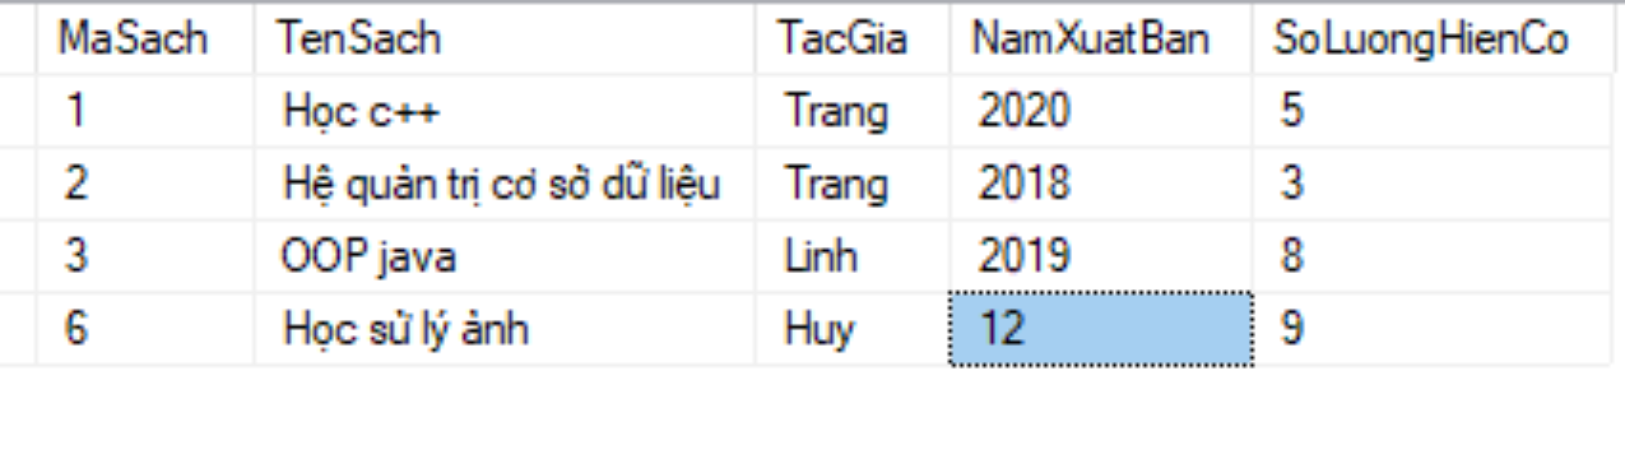 MaSach TenSach TacGia NamXuatBan SoLuongHienCo
1 Học c++ Trang 2020 5
2 Hệ quản trị cơ sở dữ liệu Trang 2018 3
3 OOP java Linh 2019 8
6 Học sử lý ảnh Huy 12 9